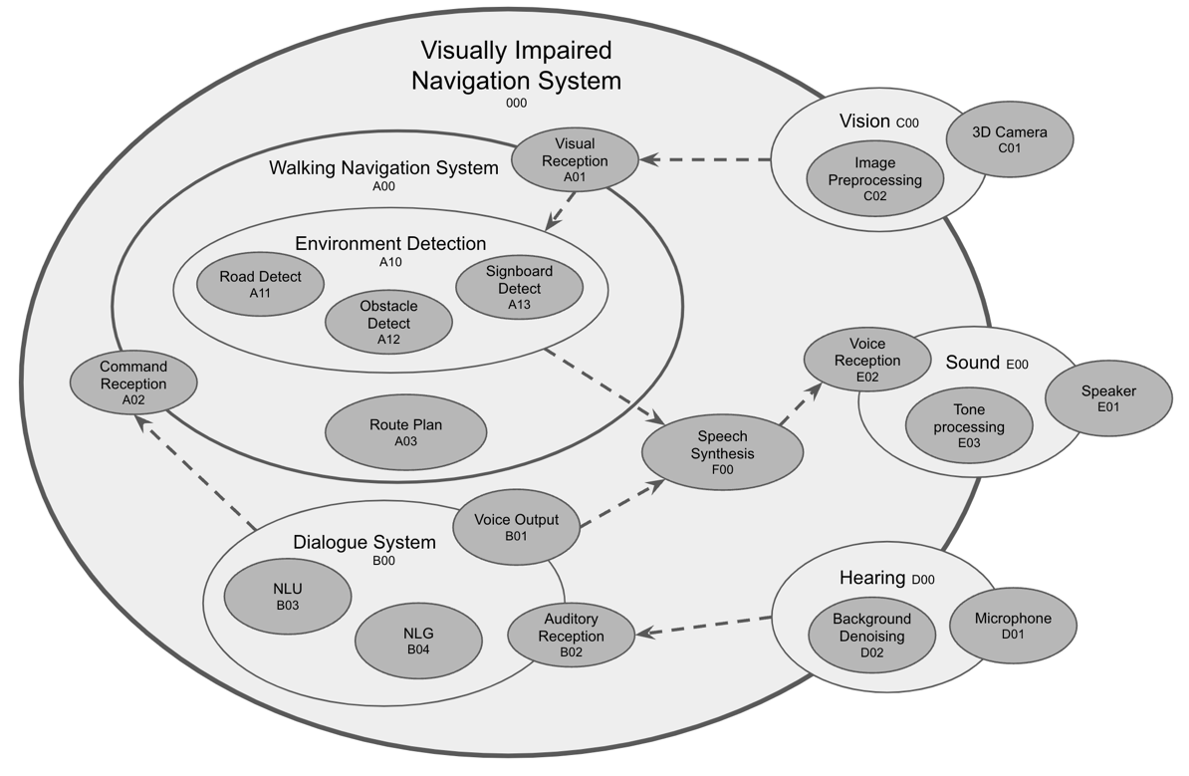 Visually Impaired
Navigation System
000
Visual
Reception
A01
Vision C00
3D Camera
C01
Image
Preprocessing
C02
Walking Navigation System
A00
Environment Detection
A10
Road Detect
A11
Obstacle
Detect
A12
Signboard
Detect
A13
Command
Reception
A02
Route Plan
A03
Voice
Reception
E02
Sound E00
Speaker
E01
Tone
processing
E03
Speech
Synthesis
F00
Voice Output
B01
Dialogue System
B00
NLU
B03
NLG
B04
Auditory
Reception
B02
Hearing D00
Background
Denoising
D02
Microphone
D01